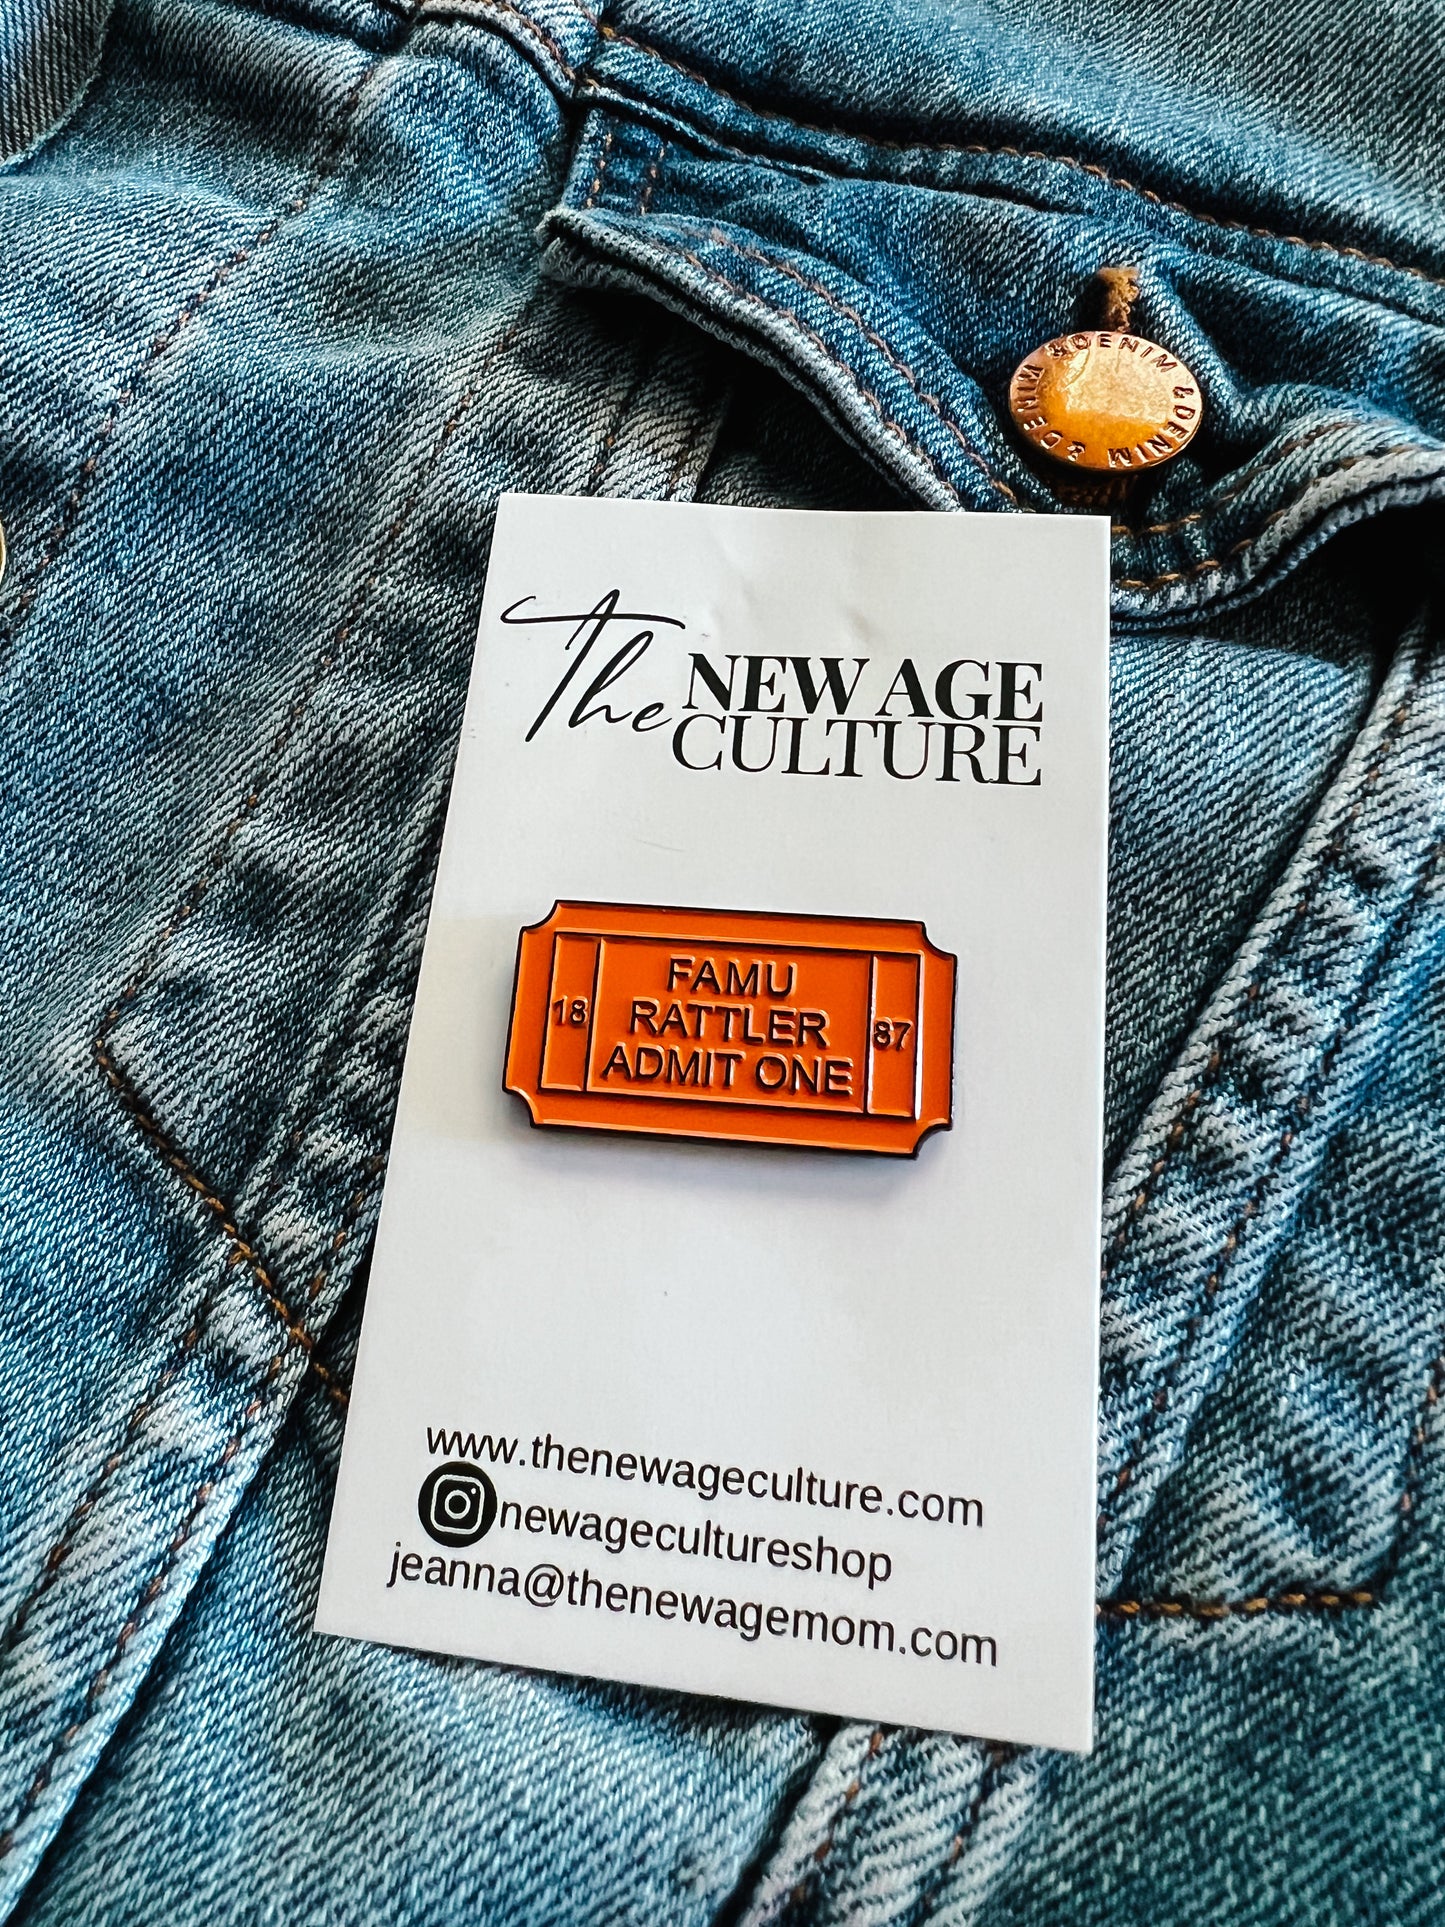 &DENIM &DENIM &DENIM
The NEW AGE
CULTURE
FAMU
18 RATTLER 87
ADMIT ONE
www.thenewageculture.com
newagecultureshop
jeanna@thenewagemom.com